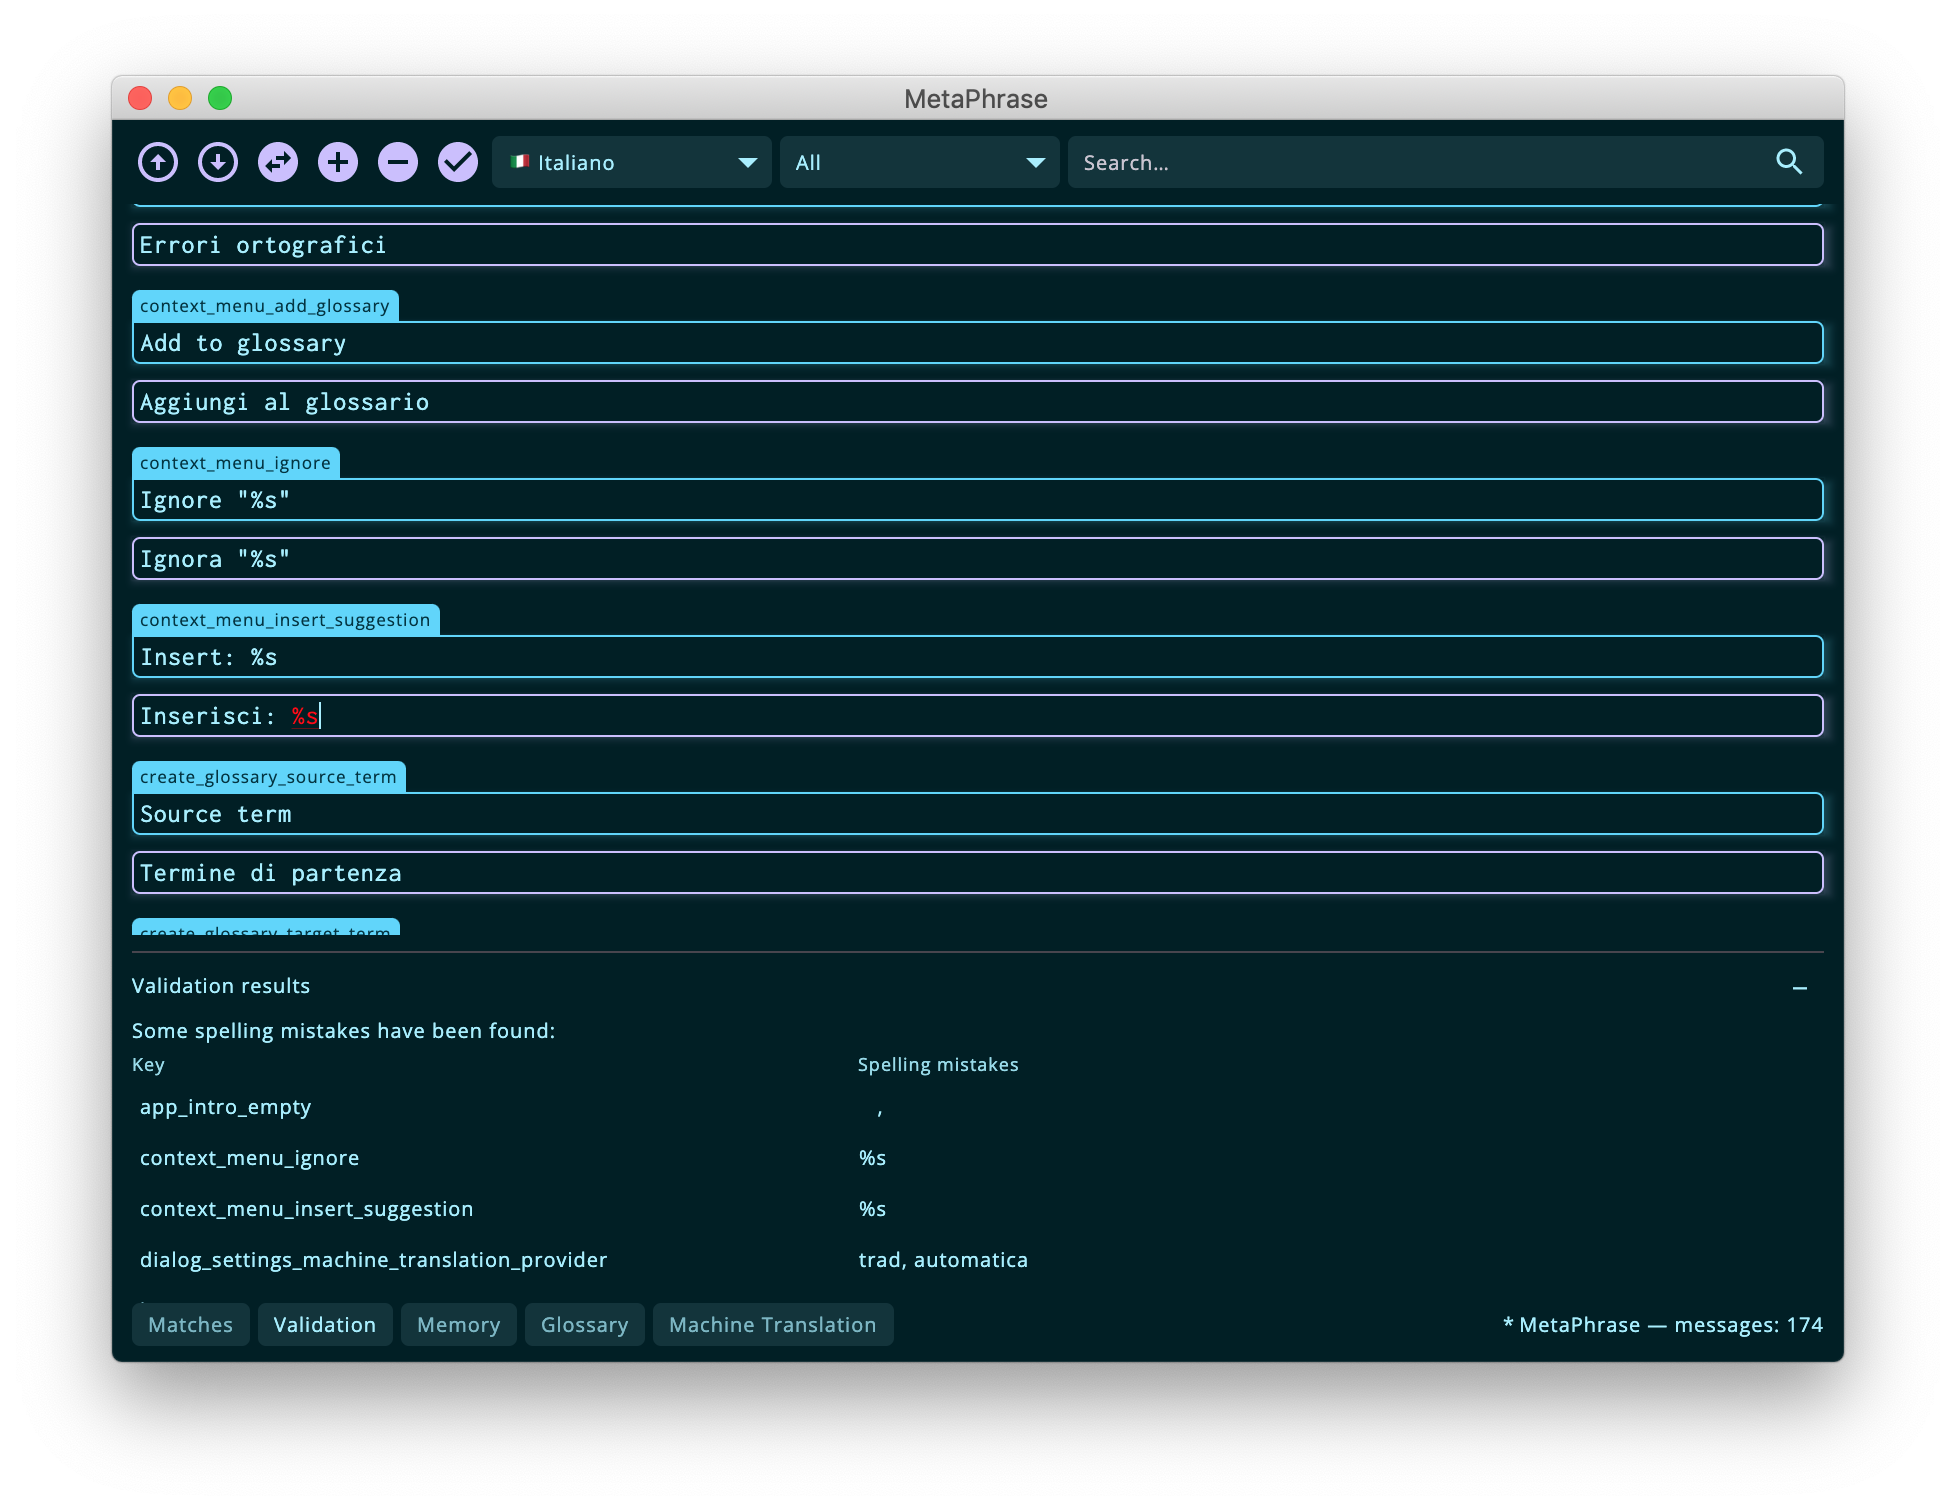 MetaPhrase
Italiano
All
Search...
Errori ortografici
context_menu_add_glossary
Add to glossary
Aggiungi al glossario
context_menu_ignore
Ignore "%s"
Ignora "%s"
context_menu_insert_suggestion
Insert: %s
Inserisci: %s
create_glossary_source_term
Source term
Termine di partenza
create_glossary_target_term
Validation results
Some spelling mistakes have been found:
Key Spelling mistakes
app_intro_empty ,
context_menu_ignore %s
context_menu_insert_suggestion %s
dialog_settings_machine_translation_provider trad, automatica
Matches Validation Memory Glossary Machine Translation * MetaPhrase — messages: 174